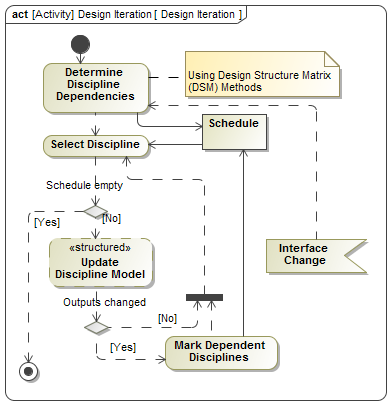 act [Activity] Design Iteration [ Design Iteration ]
Determine
Discipline
Dependencies
Using Design Structure Matrix
(DSM) Methods
Schedule
Select Discipline
Schedule empty
[Yes]
[No]
«structured»
Update
Discipline Model
Interface
Change
Outputs changed
[No]
[Yes]
Mark Dependent
Disciplines